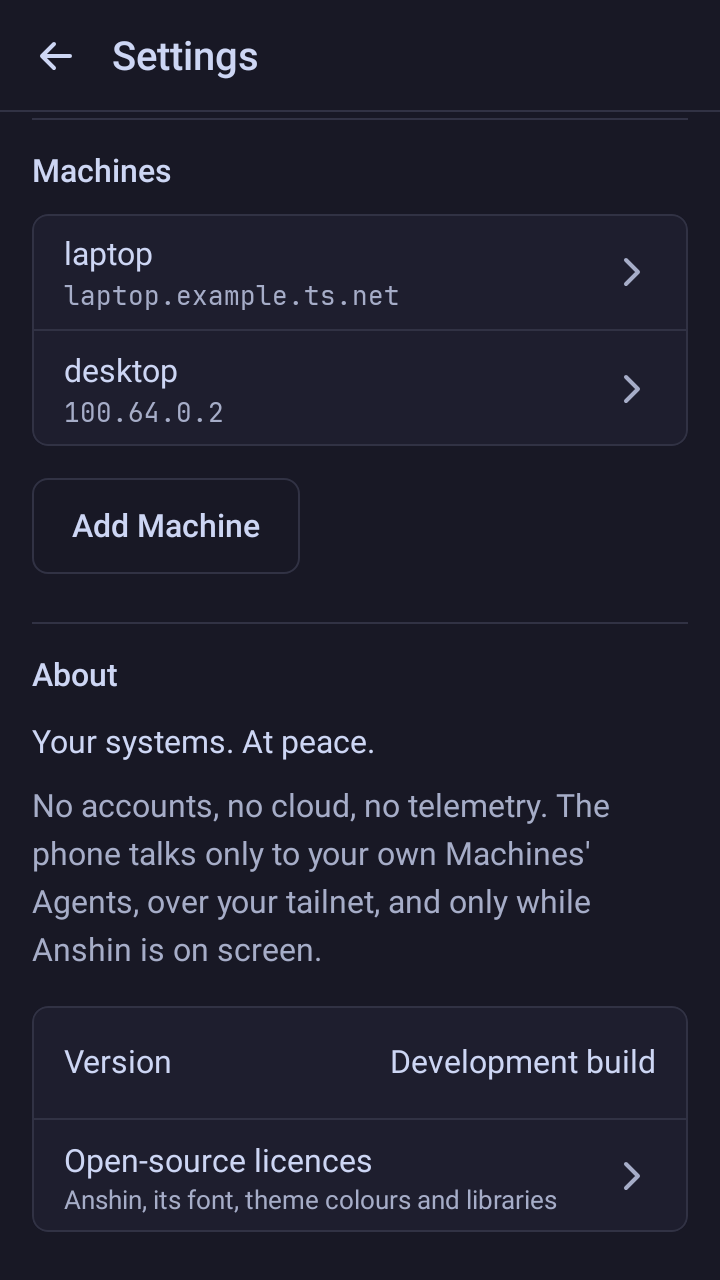 Settings
Machines
laptop
laptop.example.ts.net
desktop
100.64.0.2
Add Machine
About
Your systems. At peace.
No accounts, no cloud, no telemetry. The
phone talks only to your own Machines'
Agents, over your tailnet, and only while
Anshin is on screen.
Version
Development build
Open-source licences
Anshin, its font, theme colours and libraries